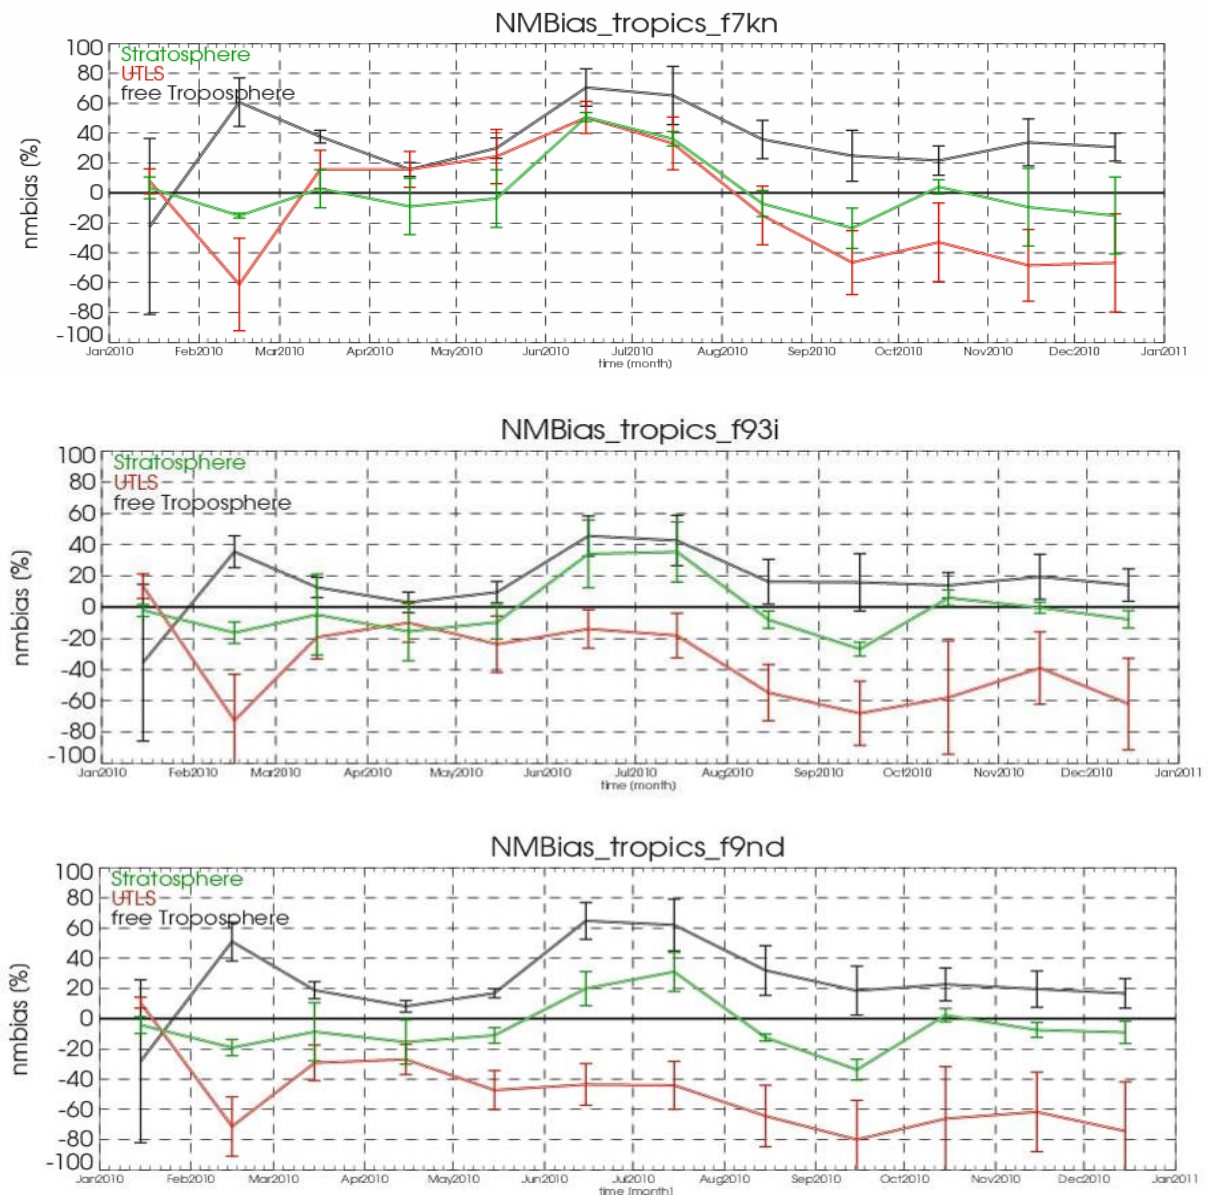 NMBias_tropics_f7kn
100
Stratosphere
80
UTLS
free Troposphere
60
40
20
0
-20
-40
-60
-80
-100
nmbias (%)
Jan2010 Feb2010 Mar2010 Apr2010 May2010 Jun2010 Jul2010 Aug2010 Sep2010 Oct2010 Nov2010 Dec2010 Jan2011
time (month)
NMBias_tropics_f93i
100
Stratosphere
80
UTLS
free Troposphere
60
40
20
0
-20
-40
-60
-80
-100
nmbias (%)
Jan2010 Feb2010 Mar2010 Apr2010 May2010 Jun2010 Jul2010 Aug2010 Sep2010 Oct2010 Nov2010 Dec2010 Jan2011
time (month)
NMBias_tropics_f9nd
100
Stratosphere
80
UTLS
free Troposphere
60
40
20
0
-20
-40
-60
-80
-100
nmbias (%)
Jan2010 Feb2010 Mar2010 Apr2010 May2010 Jun2010 Jul2010 Aug2010 Sep2010 Oct2010 Nov2010 Dec2010 Jan2011
time (month)